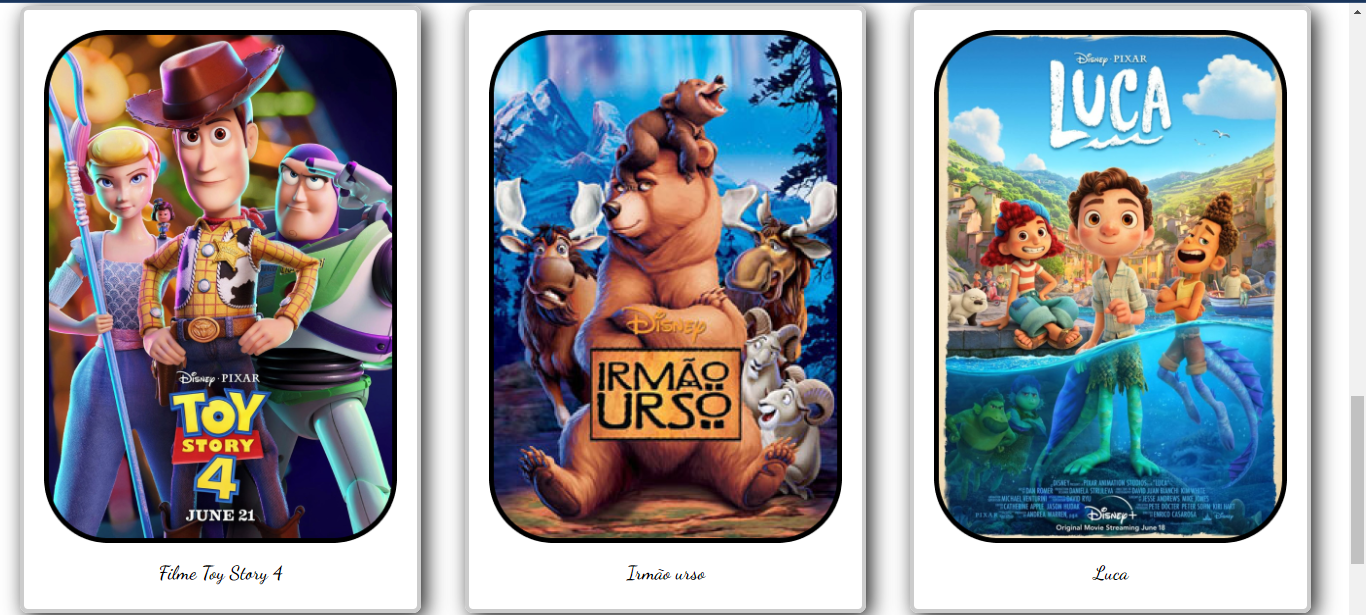 Disney · PIXAR
TOY
STORY
4
JUNE 21
Filme Toy Story 4
Disney
IRMÃO
URSO
Irmão urso
Disney · PIXAR
LUCA
Disney+
Original Movie Streaming June 18
Luca